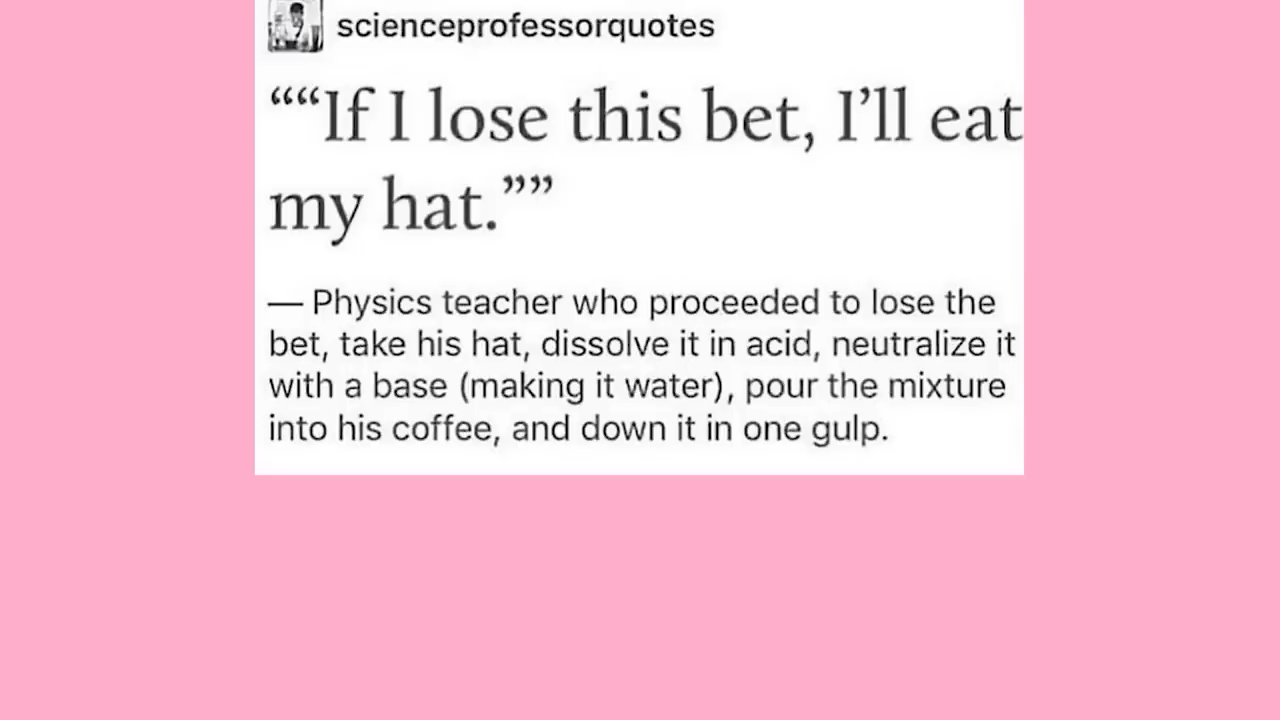 scienceprofessorquotes
““If I lose this bet, I’ll eat
my hat.””
— Physics teacher who proceeded to lose the
bet, take his hat, dissolve it in acid, neutralize it
with a base (making it water), pour the mixture
into his coffee, and down it in one gulp.